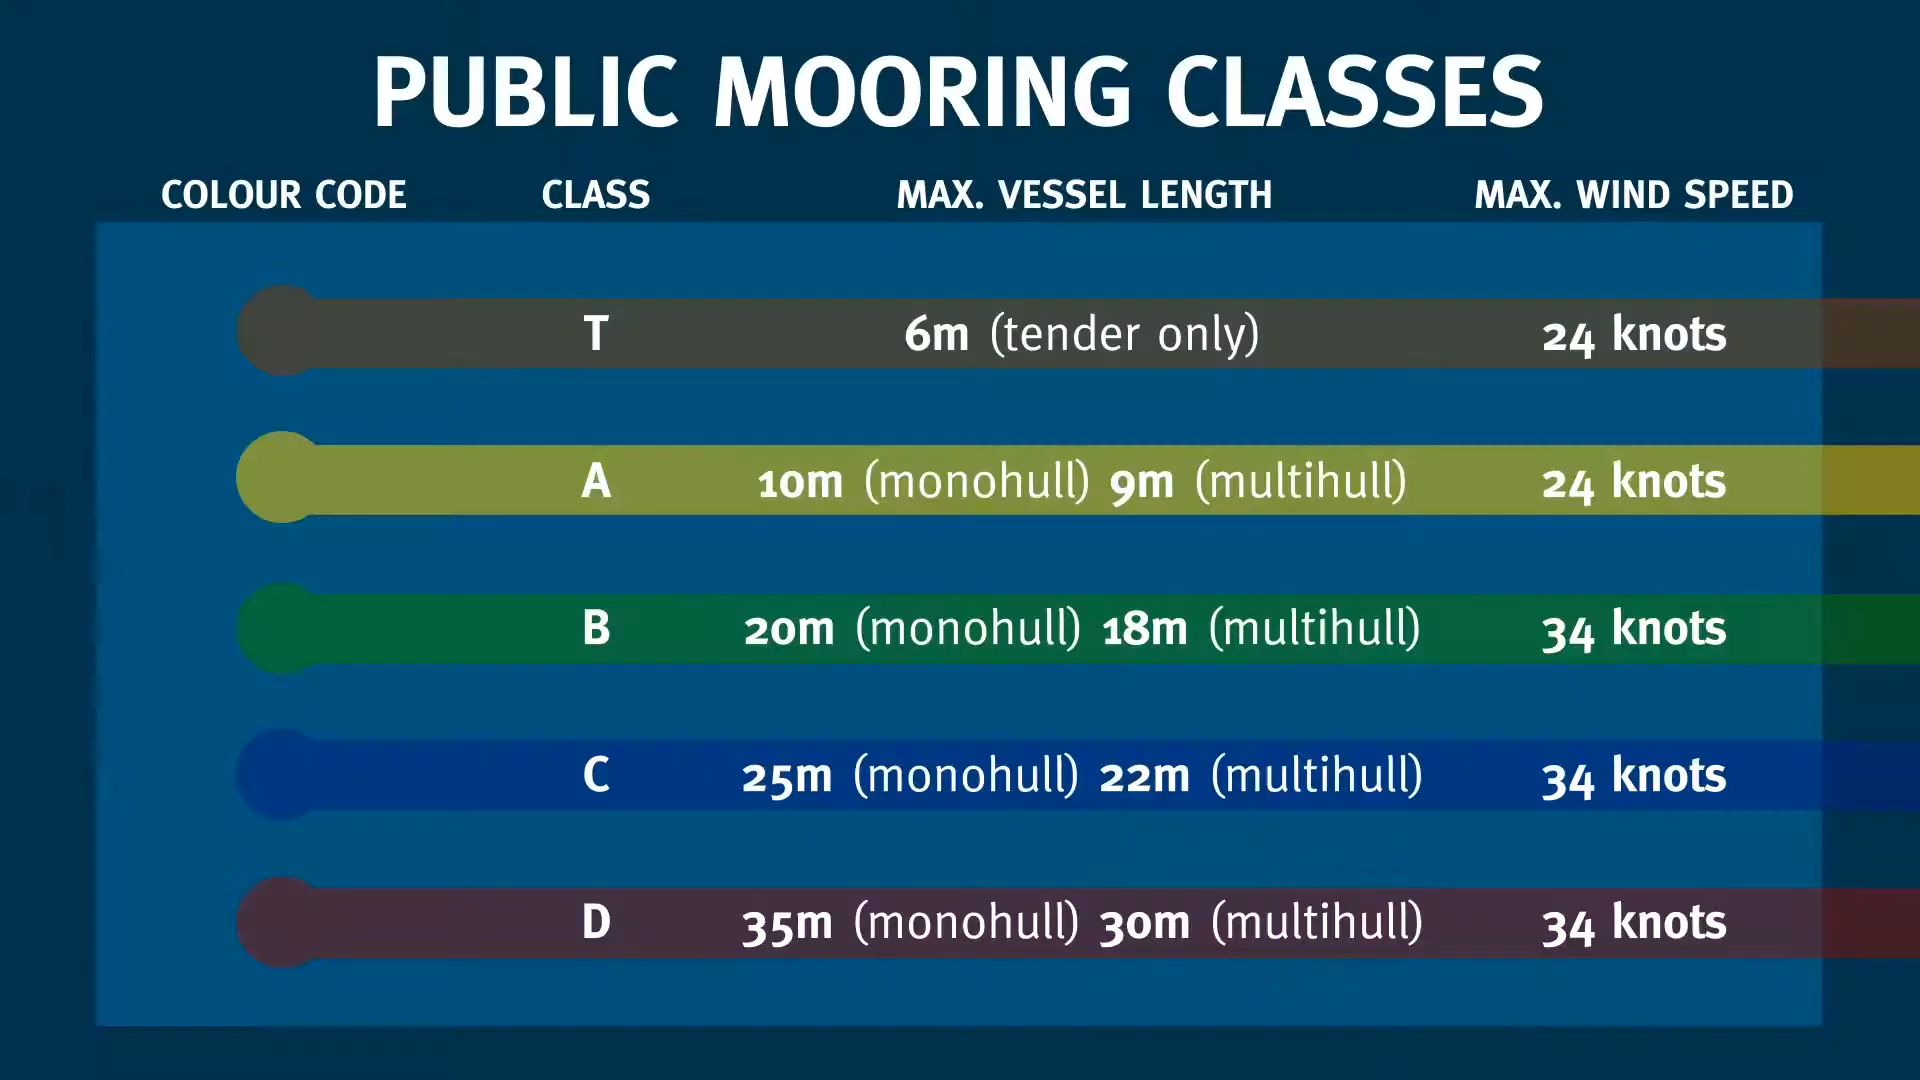 PUBLIC MOORING CLASSES
COLOUR CODE CLASS MAX. VESSEL LENGTH MAX. WIND SPEED
T 6m (tender only) 24 knots
A 10m (monohull) 9m (multihull) 24 knots
B 20m (monohull) 18m (multihull) 34 knots
C 25m (monohull) 22m (multihull) 34 knots
D 35m (monohull) 30m (multihull) 34 knots